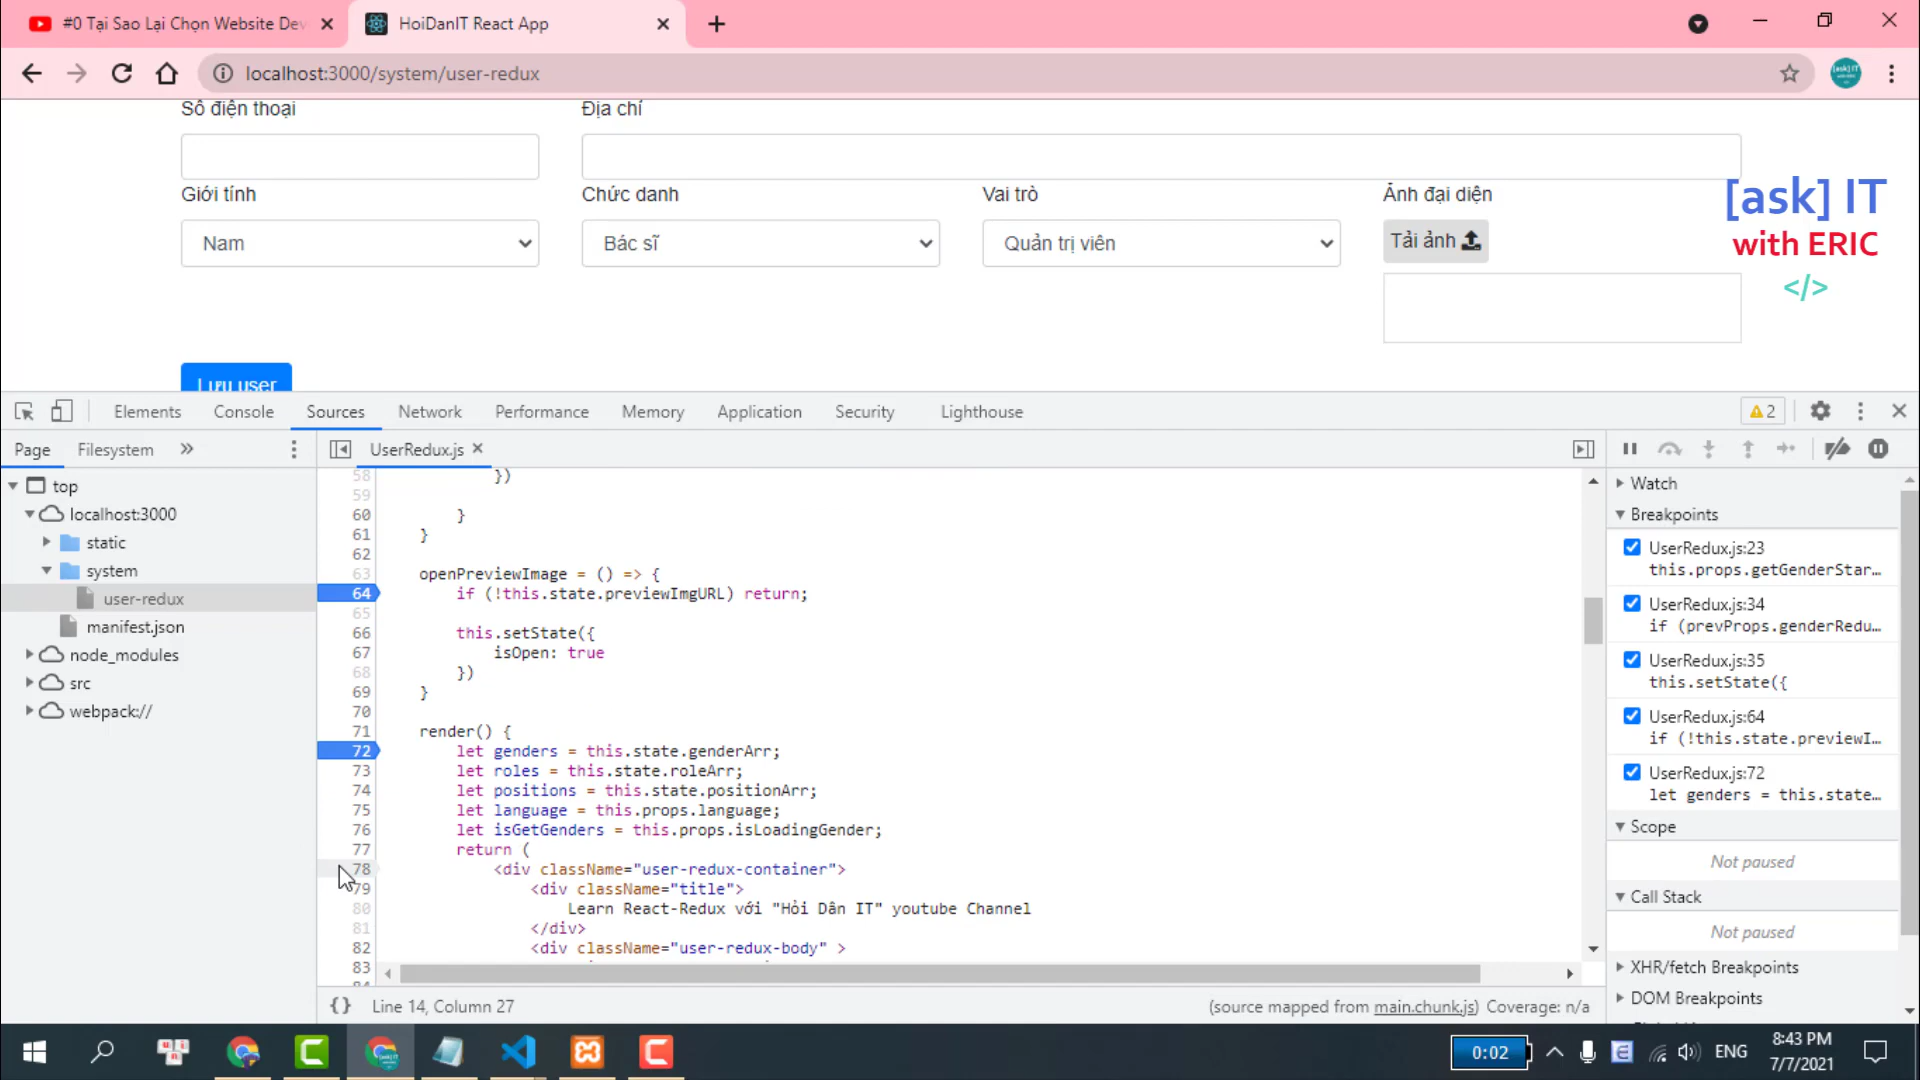 #0 Tại Sao Lại Chọn Website Dev
HoiDanIT React App
localhost:3000/system/user-redux
Số điện thoại
Địa chỉ
Giới tính
Chức danh
Vai trò
Ảnh đại diện
Nam
Bác sĩ
Quản trị viên
Tải ảnh
[ask] IT
with ERIC
</>
Lưu user
Elements Console Sources Network Performance Memory Application Security Lighthouse
2
Page Filesystem
UserRedux.js
top
localhost:3000
static
system
user-redux
manifest.json
node_modules
src
webpack://
58 })
59
60 }
61 }
62
63 openPreviewImage = () => {
64 if (!this.state.previewImgURL) return;
65
66 this.setState({
67 isOpen: true
68 })
69 }
70
71 render() {
72 let genders = this.state.genderArr;
73 let roles = this.state.roleArr;
74 let positions = this.state.positionArr;
75 let language = this.props.language;
76 let isGetGenders = this.props.isLoadingGender;
77 return (
78 <div className="user-redux-container">
79 <div className="title">
80 Learn React-Redux với "Hỏi Dân IT" youtube Channel
81 </div>
82 <div className="user-redux-body" >
83
Watch
Breakpoints
UserRedux.js:23
this.props.getGenderStar…
UserRedux.js:34
if (prevProps.genderRedu…
UserRedux.js:35
this.setState({
UserRedux.js:64
if (!this.state.previewI…
UserRedux.js:72
let genders = this.state…
Scope
Not paused
Call Stack
Not paused
XHR/fetch Breakpoints
DOM Breakpoints
{} Line 14, Column 27
(source mapped from main.chunk.js) Coverage: n/a
0:02
ENG
8:43 PM
7/7/2021